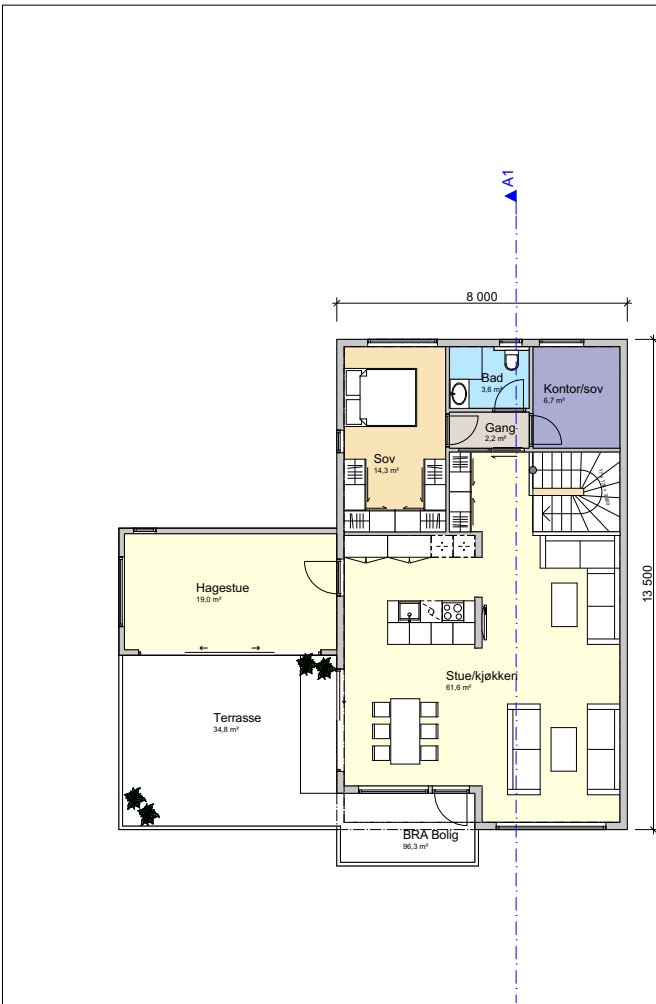 A1
8 000
Bad
3,6 m²
Kontor/sov
6,7 m²
Gang
2,2 m²
Sov
14,3 m²
13 500
Hagestue
19,0 m²
Stue/kjøkken
61,6 m²
Terrasse
34,8 m²
BRA Bolig
96,3 m²